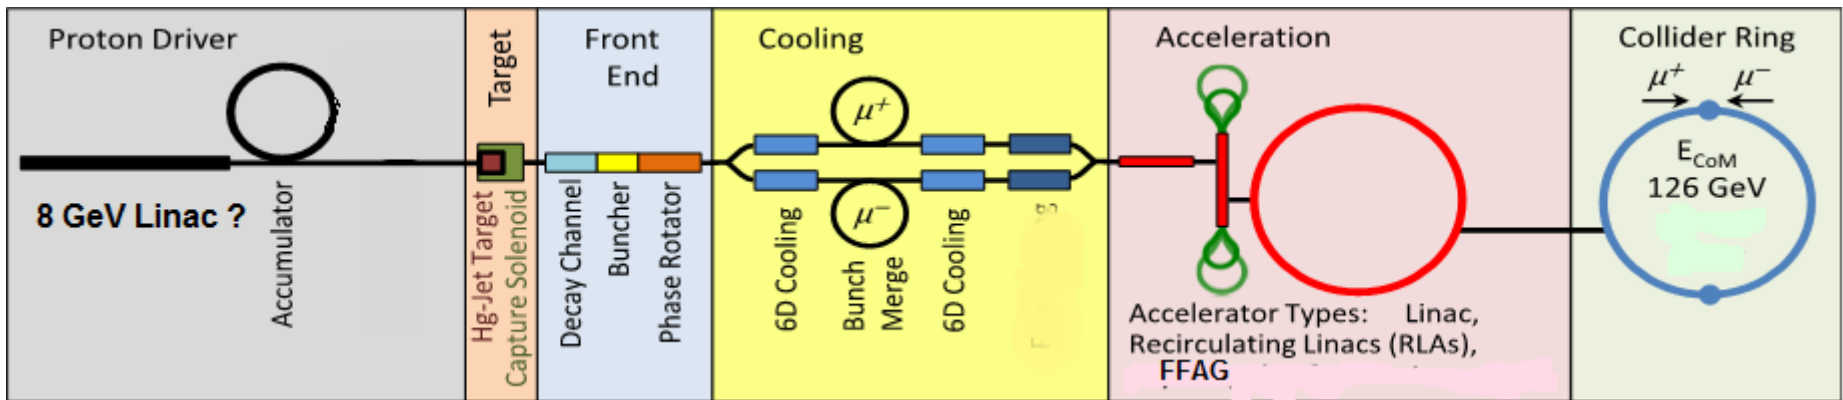 Proton Driver
8 GeV Linac ?
Accumulator
Target
Hg-Jet Target
Capture Solenoid
Front
End
Decay Channel
Buncher
Phase Rotator
Cooling
μ+
μ−
6D Cooling
Bunch
Merge
6D Cooling
Acceleration
Accelerator Types: Linac,
Recirculating Linacs (RLAs),
FFAG
Collider Ring
μ+ μ−
E_CoM
126 GeV